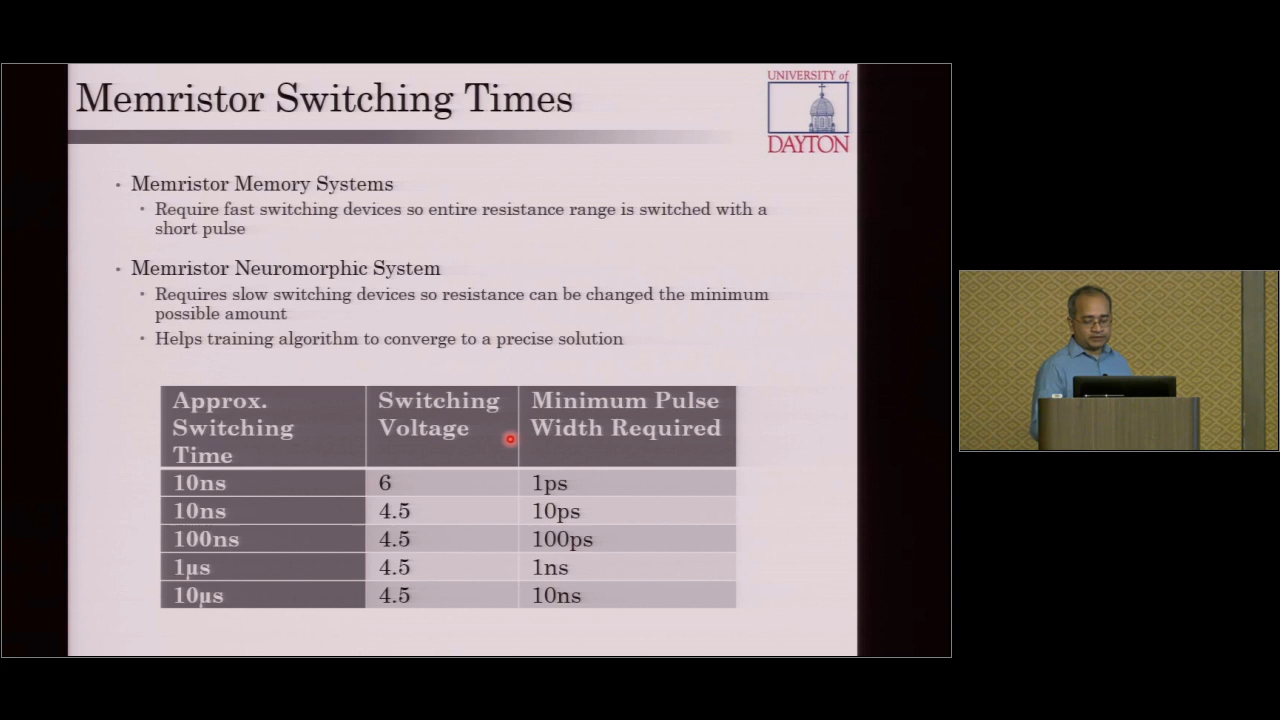 Memristor Switching Times
UNIVERSITY of
DAYTON
• Memristor Memory Systems
• Require fast switching devices so entire resistance range is switched with a
short pulse
• Memristor Neuromorphic System
• Requires slow switching devices so resistance can be changed the minimum
possible amount
• Helps training algorithm to converge to a precise solution
Approx. Switching Time Switching Voltage Minimum Pulse Width Required
10ns 6 1ps
10ns 4.5 10ps
100ns 4.5 100ps
1µs 4.5 1ns
10µs 4.5 10ns